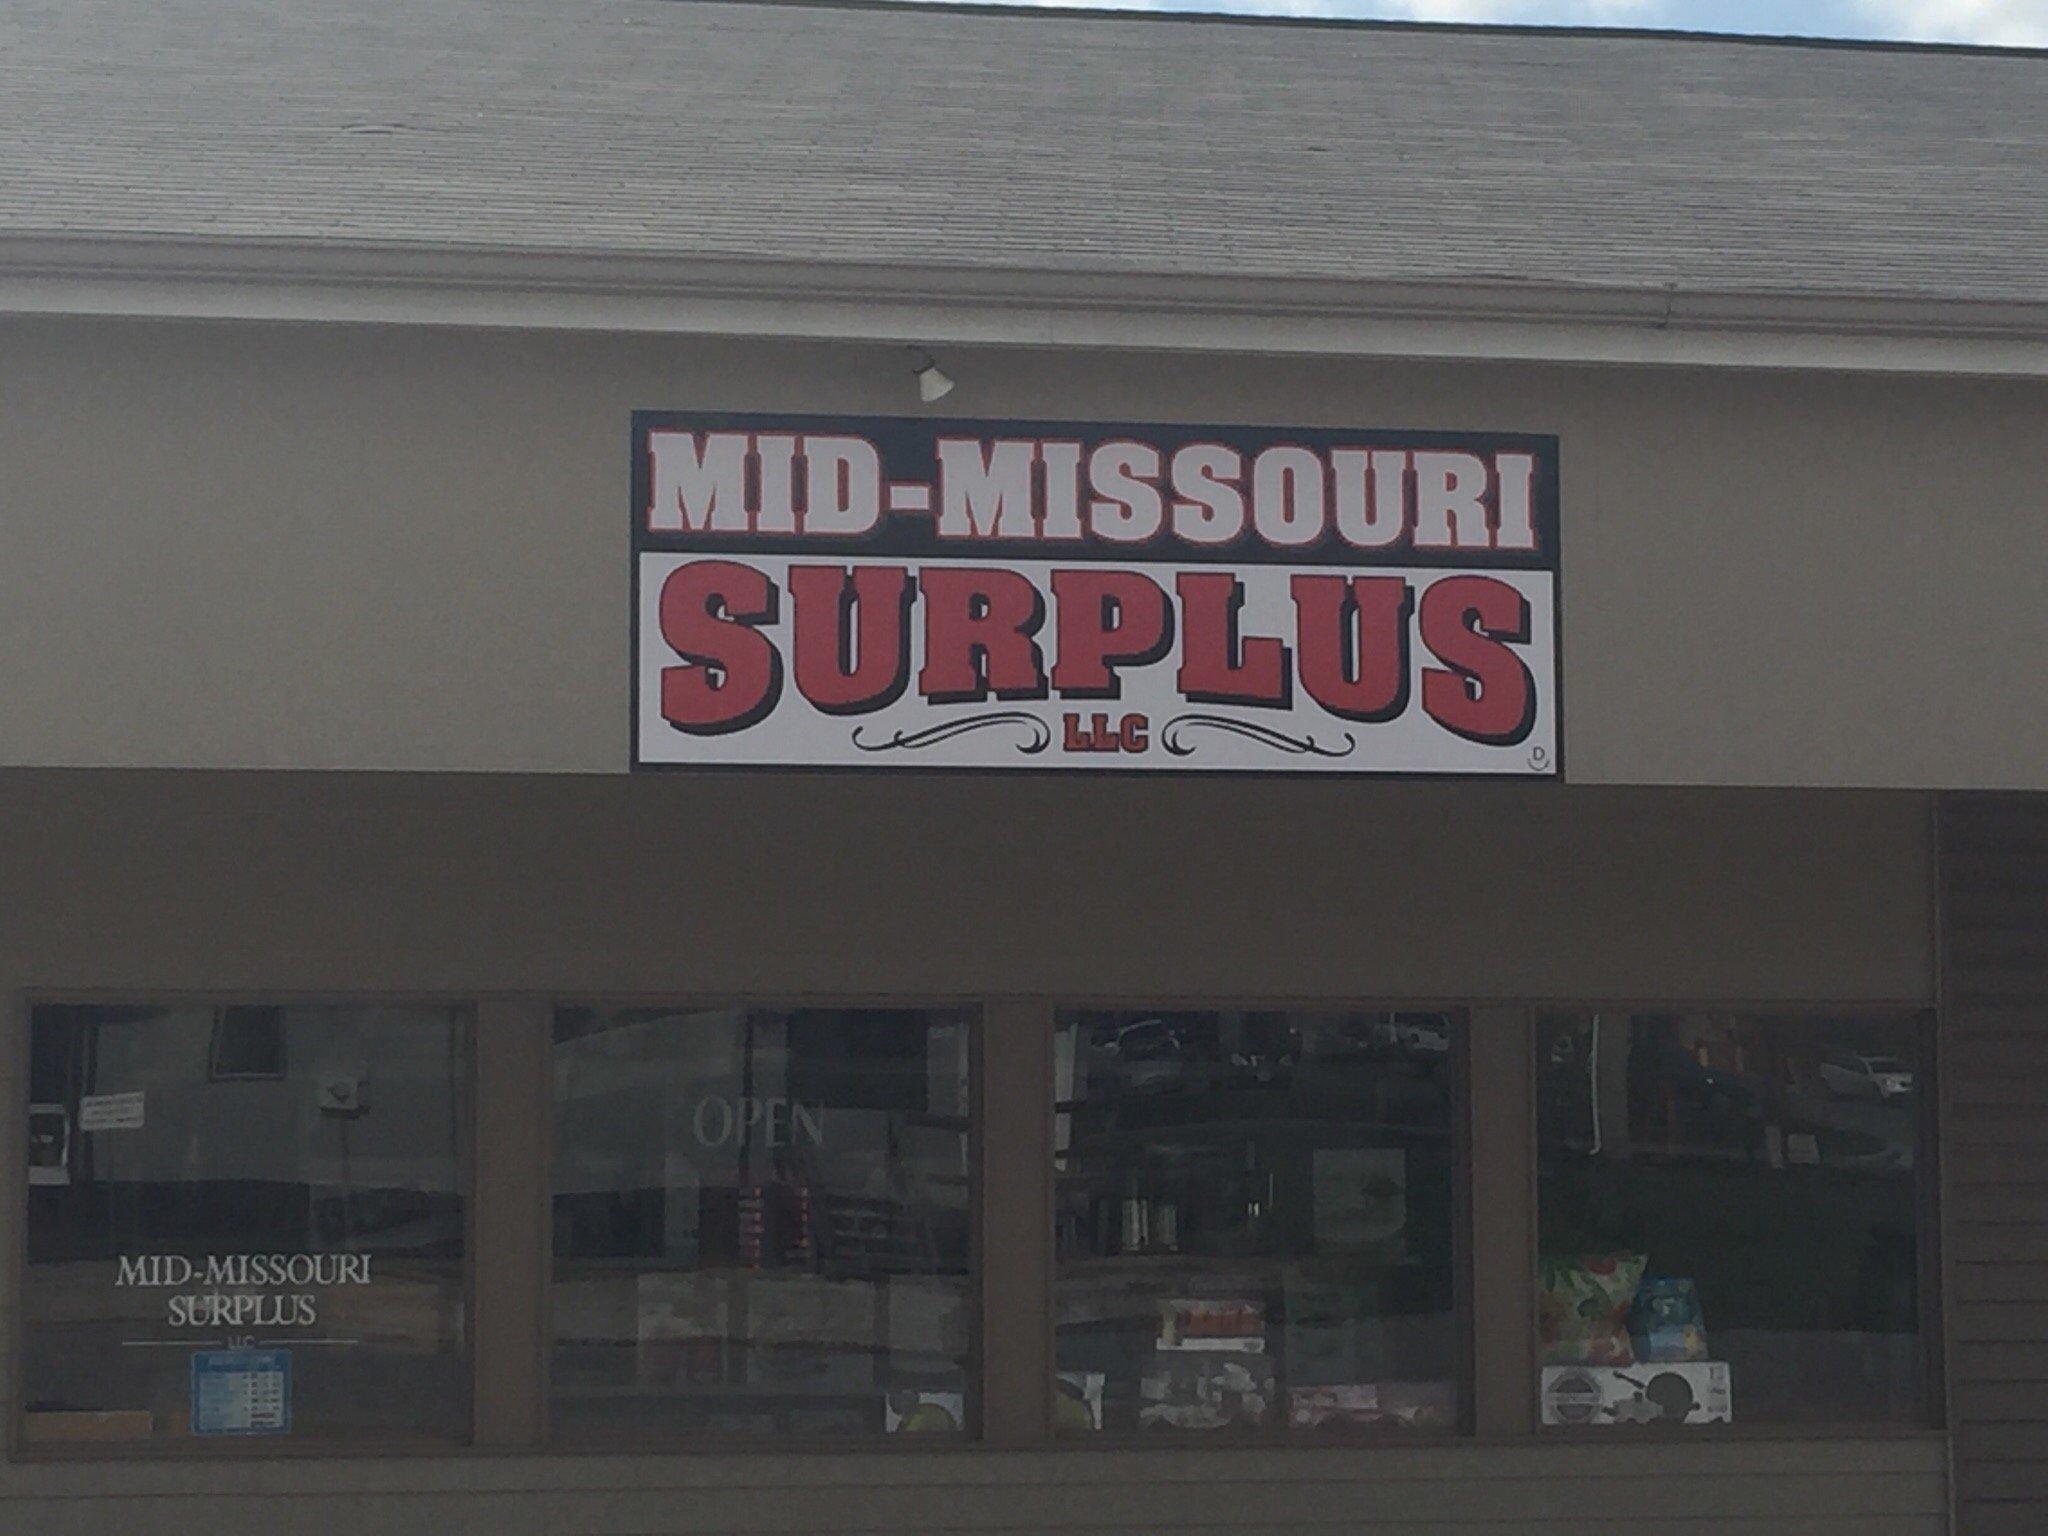 MID-MISSOURI
SURPLUS
LLC
D
OPEN
MID-MISSOURI
SURPLUS
LLC